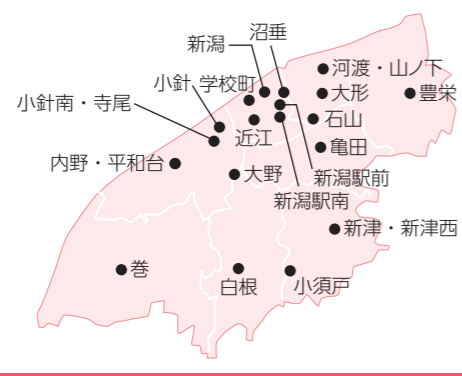 沼垂
新潟
河渡・山ノ下
小針
学校町
大形
豊栄
小針南・寺尾
石山
近江
亀田
内野・平和台
大野
新潟駅前
新潟駅南
新津・新津西
巻
白根
小須戸